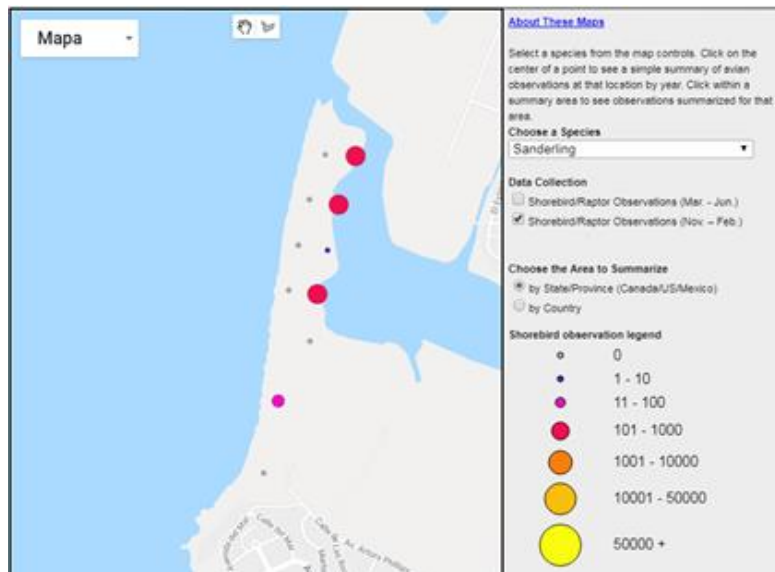 Mapa
About These Maps
Select a species from the map controls. Click on the
center of a point to see a simple summary of avian
observations at that location by year. Click within a
summary area to see observations summarized for that
area.
Choose a Species
Sanderling
Data Collection
Shorebird/Raptor Observations (Mar. - Jun.)
Shorebird/Raptor Observations (Nov. – Feb.)
Choose the Area to Summarize
by State/Province (Canada/US/Mexico)
by Country
Shorebird observation legend
0
1 - 10
11 - 100
101 - 1000
1001 - 10000
10001 - 50000
50000 +
Calle del Mar